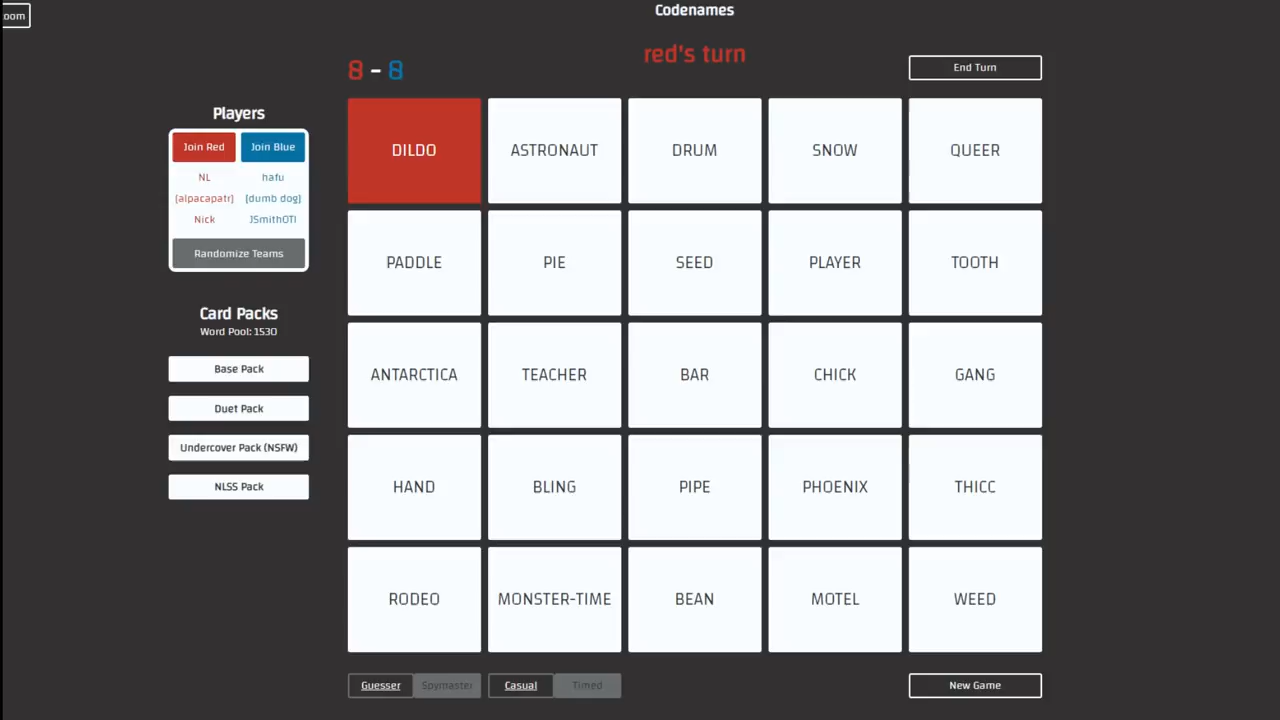 oom
Codenames
red's turn
8 - 8
End Turn
Players
Join Red Join Blue
NL hafu
[alpacapatr] [dumb dog]
Nick JSmithOTI
Randomize Teams
Card Packs
Word Pool: 1530
Base Pack
Duet Pack
Undercover Pack (NSFW)
NLSS Pack
DILDO ASTRONAUT DRUM SNOW QUEER
PADDLE PIE SEED PLAYER TOOTH
ANTARCTICA TEACHER BAR CHICK GANG
HAND BLING PIPE PHOENIX THICC
RODEO MONSTER-TIME BEAN MOTEL WEED
Guesser Spymaster Casual Timed New Game